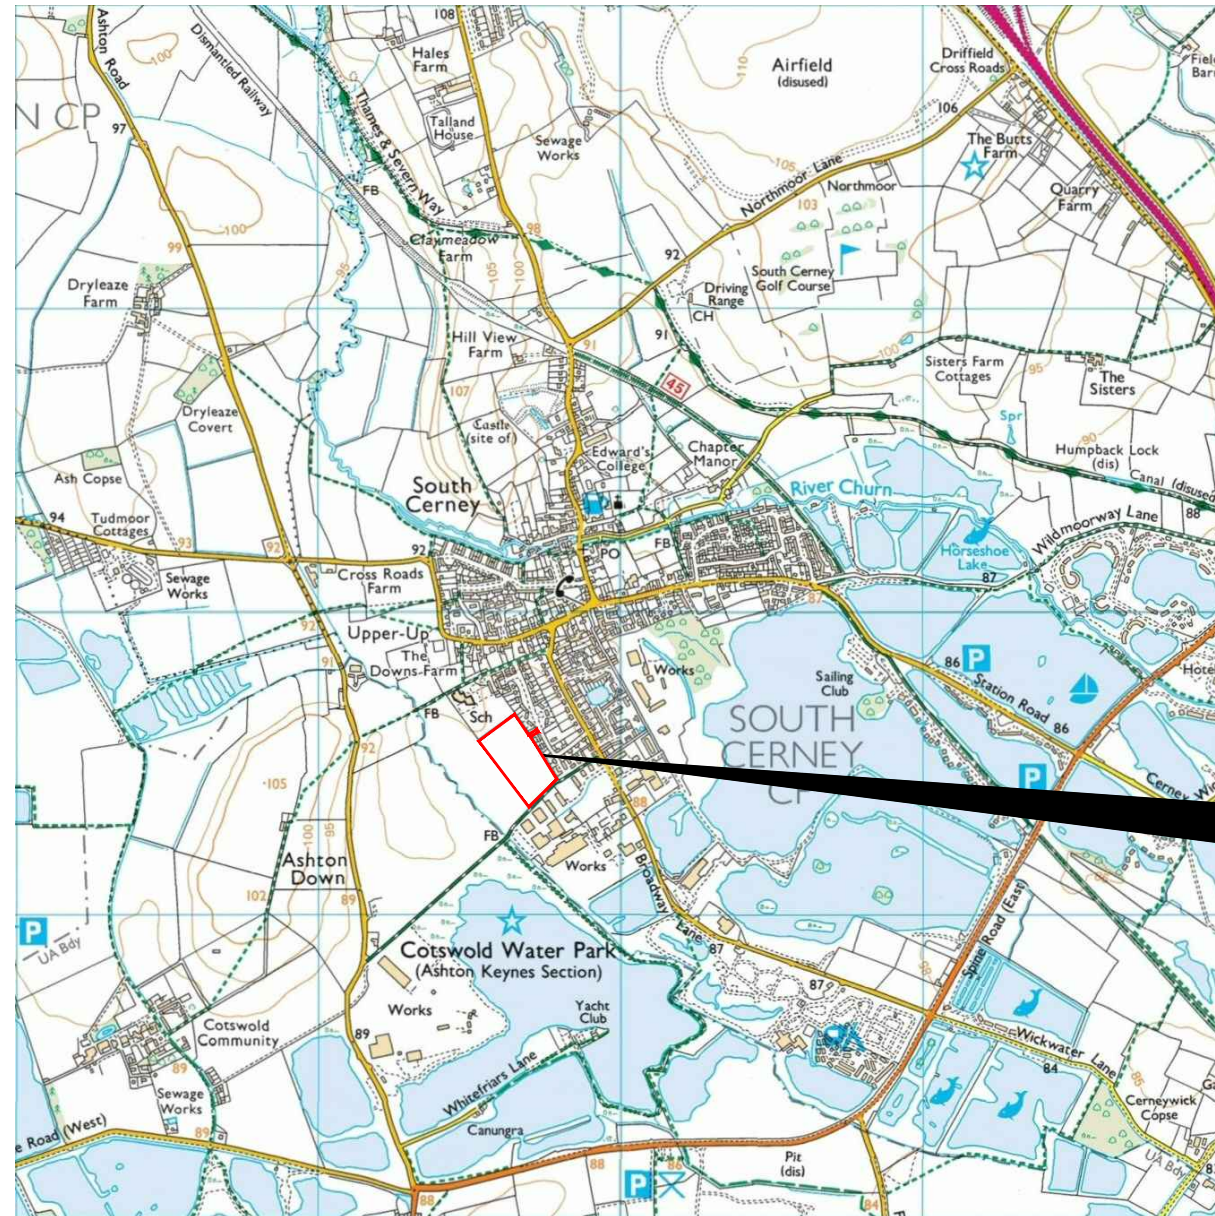 Ashton Road
Dismantled Railway
108
Hales
Farm
Airfield
(disused)
Driffield
Cross Roads
N CP
97
100
110
106
Thames & Severn Way
Talland
House
Sewage
Works
The Butts
Farm
105
Northmoor Lane
Northmoor
103
Quarry
Farm
FB
98
99
100
95
Claymeadow
Farm
105
100
92
South Cerney
Golf Course
Driving
Range
CH
Dryleaze
Farm
91
91
Hill View
Farm
100
Sisters Farm
Cottages
95
The
Sisters
45
107
Dryleaze
Covert
Castle
(site of)
Spr
Edward's
College
Chapter
Manor
90
Humpback Lock
(dis)
Canal (disused
88
Ash Copse
South
Cerney
River Churn
Wildmoorway Lane
94
Tudmoor
Cottages
93
92
92
PO
FB
Horseshoe
Lake
87
Sewage
Works
Cross Roads
Farm
87
92
Upper-Up
91
The
Downs Farm
Works
Sailing
Club
86
P
Station Road
86
Hote
FB
Sch
SOUTH
CERNEY
CP
92
105
P
Cerney Wic
88
100
95
FB
Ashton
Down
Works
102
89
Broadway
Lane
87
P
UA Bdy
Cotswold Water Park
(Ashton Keynes Section)
Spine Road (East)
87
Works
Yacht
Club
Cotswold
Community
89
89
Wickwater Lane
84
85
Whitefriars Lane
Sewage
Works
Cerneywick
Copse
89
e Road (West)
Canungra
UA Bdy
Pit
(dis)
88
86
P
88
84